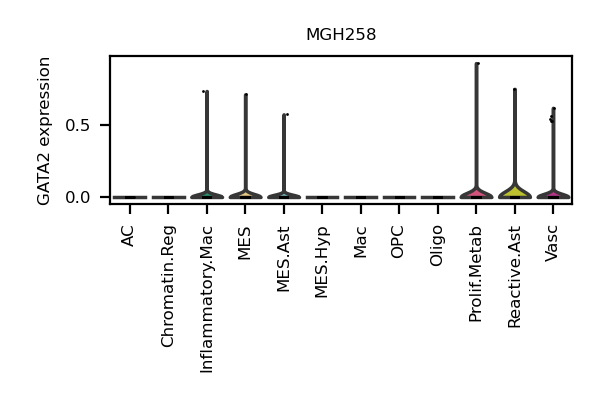 MGH258
GATA2 expression
0.5
0.0
AC
Chromatin.Reg
Inflammatory.Mac
MES
MES.Ast
MES.Hyp
Mac
OPC
Oligo
Prolif.Metab
Reactive.Ast
Vasc